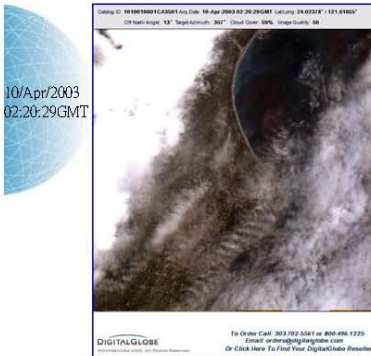 Catalog ID: 1010010001CA3501 Acq Date: 10-Apr-2003 02:20:29GMT Lat/Long: 24.02378° / 121.61655°
Off Nadir Angle: 13° Target Azimuth: 357° Cloud Cover: 59% Image Quality: 50
10/Apr/2003
02:20:29GMT
DIGITALGLOBE
All Rights Reserved
To Order Call: 303-702-5561 or 800-496-1225
Email: orders@digitalglobe.com
Or Click Here To Find Your DigitalGlobe Reseller